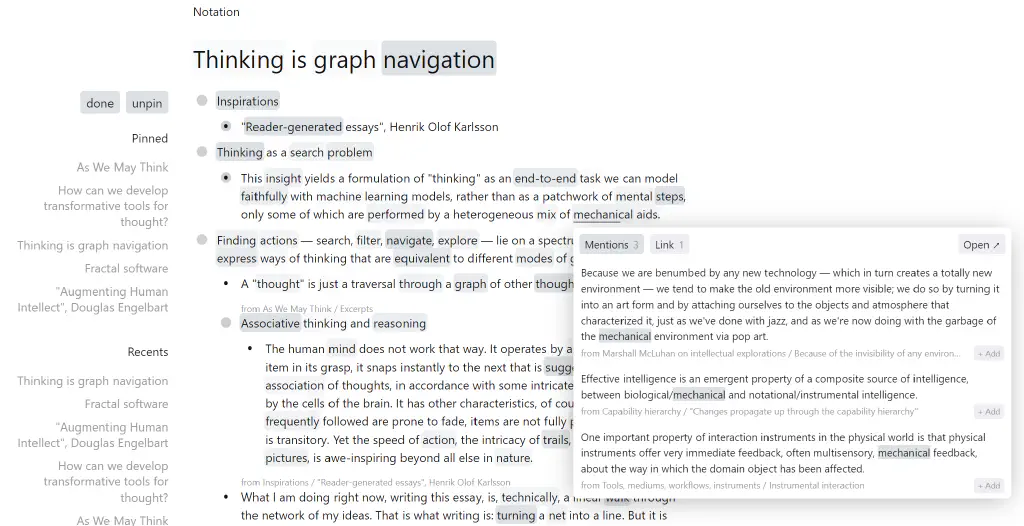 Notation
Thinking is graph navigation
done unpin
Pinned
As We May Think
How can we develop
transformative tools for
thought?
Thinking is graph navigation
Fractal software
"Augmenting Human
Intellect", Douglas Engelbart
Recents
Thinking is graph navigation
Fractal software
"Augmenting Human
Intellect", Douglas Engelbart
How can we develop
transformative tools for
thought?
As We May Think
Inspirations
"Reader-generated essays", Henrik Olof Karlsson
Thinking as a search problem
This insight yields a formulation of "thinking" as an end-to-end task we can model
faithfully with machine learning models, rather than as a patchwork of mental steps,
only some of which are performed by a heterogeneous mix of mechanical aids.
Finding actions — search, filter, navigate, explore — lie on a spectru
express ways of thinking that are equivalent to different modes of g
A "thought" is just a traversal through a graph of other though
from As We May Think / Excerpts
Associative thinking and reasoning
The human mind does not work that way. It operates by a
item in its grasp, it snaps instantly to the next that is sugge
association of thoughts, in accordance with some intricate
by the cells of the brain. It has other characteristics, of cou
frequently followed are prone to fade, items are not fully p
is transitory. Yet the speed of action, the intricacy of trails,
pictures, is awe-inspiring beyond all else in nature.
from Inspirations / "Reader-generated essays", Henrik Olof Karlsson
What I am doing right now, writing this essay, is, technically, a linear walk through
the network of my ideas. That is what writing is: turning a net into a line. But it is
Mentions 3 Link 1 Open ↗
Because we are benumbed by any new technology — which in turn creates a totally new
environment — we tend to make the old environment more visible; we do so by turning it
into an art form and by attaching ourselves to the objects and atmosphere that
characterized it, just as we've done with jazz, and as we're now doing with the garbage of
the mechanical environment via pop art.
from Marshall McLuhan on intellectual explorations / Because of the invisibility of any environ... + Add
Effective intelligence is an emergent property of a composite source of intelligence,
between biological/mechanical and notational/instrumental intelligence.
from Capability hierarchy / "Changes propagate up through the capability hierarchy" + Add
One important property of interaction instruments in the physical world is that physical
instruments offer very immediate feedback, often multisensory, mechanical feedback,
about the way in which the domain object has been affected.
from Tools, mediums, workflows, instruments / Instrumental interaction + Add